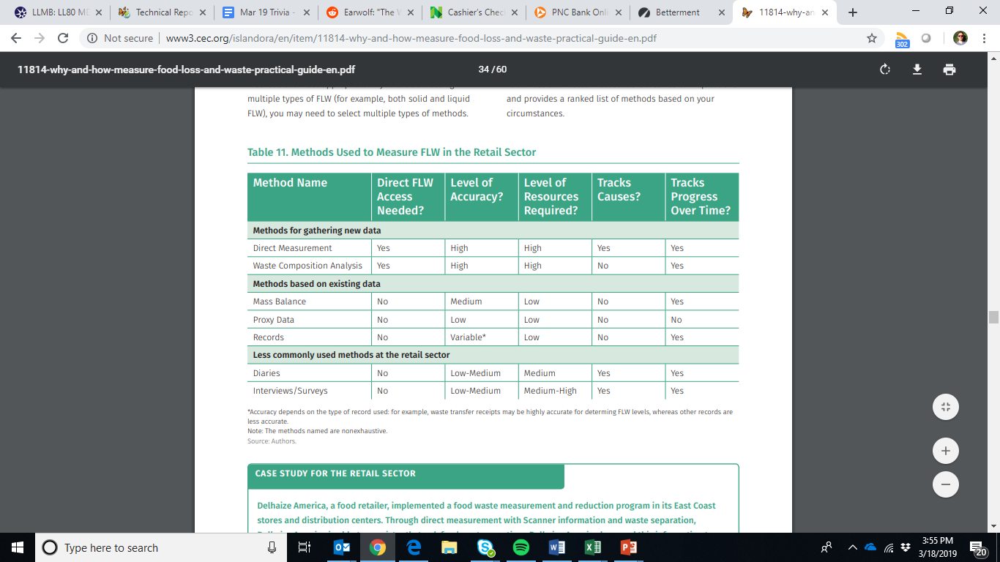 LLMB: LL80 M
Technical Repo
Mar 19 Trivia -
Earwolf: "The
Cashier's Chec
PNC Bank Onli
Betterment
11814-why-an
Not secure | www3.cec.org/islandora/en/item/11814-why-and-how-measure-food-loss-and-waste-practical-guide-en.pdf
302
11814-why-and-how-measure-food-loss-and-waste-practical-guide-en.pdf
34 / 60
multiple types of FLW (for example, both solid and liquid
FLW), you may need to select multiple types of methods.
and provides a ranked list of methods based on your
circumstances.
Table 11. Methods Used to Measure FLW in the Retail Sector
Method Name Direct FLW Access Needed? Level of Accuracy? Level of Resources Required? Tracks Causes? Tracks Progress Over Time?
Methods for gathering new data
Direct Measurement Yes High High Yes Yes
Waste Composition Analysis Yes High High No Yes
Methods based on existing data
Mass Balance No Medium Low No Yes
Proxy Data No Low Low No No
Records No Variable* Low No Yes
Less commonly used methods at the retail sector
Diaries No Low-Medium Medium Yes Yes
Interviews/Surveys No Low-Medium Medium-High Yes Yes
*Accuracy depends on the type of record used: for example, waste transfer receipts may be highly accurate for determing FLW levels, whereas other records are
less accurate.
Note: The methods named are nonexhaustive.
Source: Authors.
CASE STUDY FOR THE RETAIL SECTOR
Delhaize America, a food retailer, implemented a food waste measurement and reduction program in its East Coast
stores and distribution centers. Through direct measurement with Scanner information and waste separation,
Type here to search
3:55 PM
3/18/2019
20